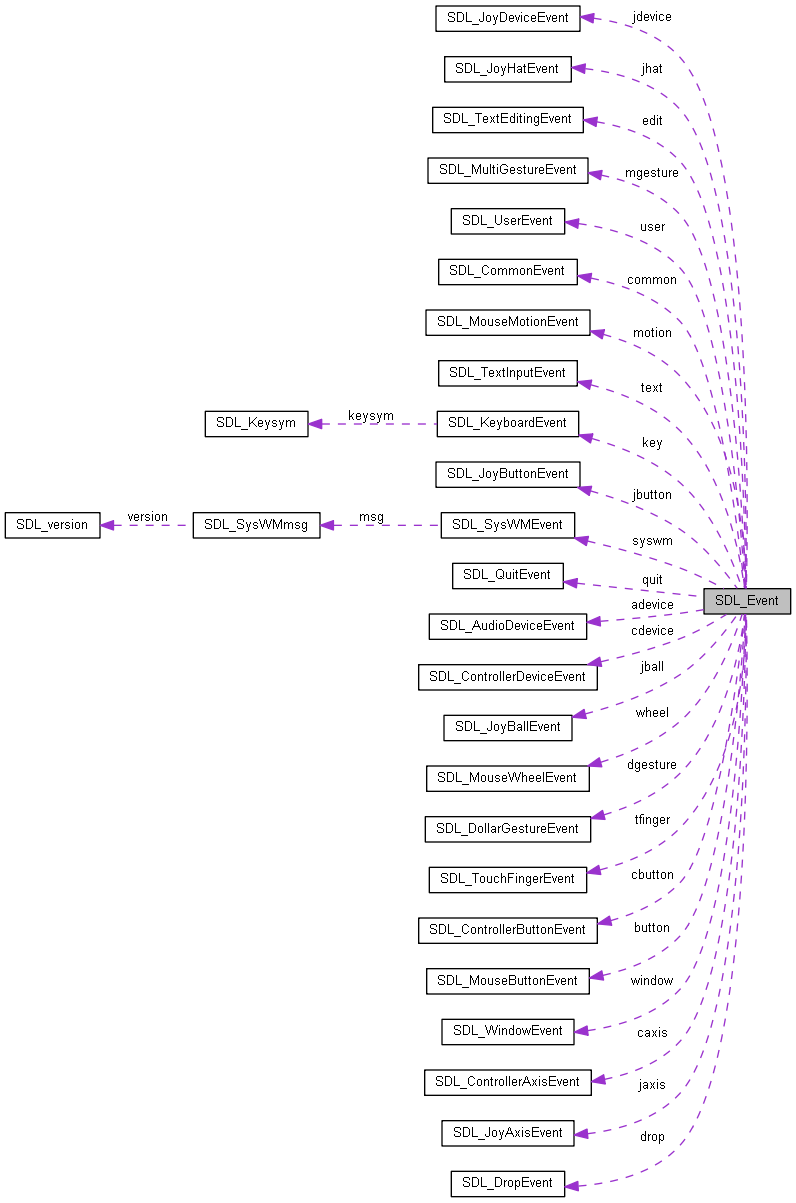 SDL_JoyDeviceEvent
jdevice
SDL_JoyHatEvent
jhat
SDL_TextEditingEvent
edit
SDL_MultiGestureEvent
mgesture
SDL_UserEvent
user
SDL_CommonEvent
common
SDL_MouseMotionEvent
motion
SDL_TextInputEvent
text
SDL_Keysym
keysym
SDL_KeyboardEvent
key
SDL_JoyButtonEvent
jbutton
SDL_version
version
SDL_SysWMmsg
msg
SDL_SysWMEvent
syswm
SDL_QuitEvent
quit
SDL_Event
SDL_AudioDeviceEvent
adevice
SDL_ControllerDeviceEvent
cdevice
SDL_JoyBallEvent
jball
SDL_MouseWheelEvent
wheel
SDL_DollarGestureEvent
dgesture
SDL_TouchFingerEvent
tfinger
SDL_ControllerButtonEvent
cbutton
SDL_MouseButtonEvent
button
SDL_WindowEvent
window
SDL_ControllerAxisEvent
caxis
SDL_JoyAxisEvent
jaxis
SDL_DropEvent
drop